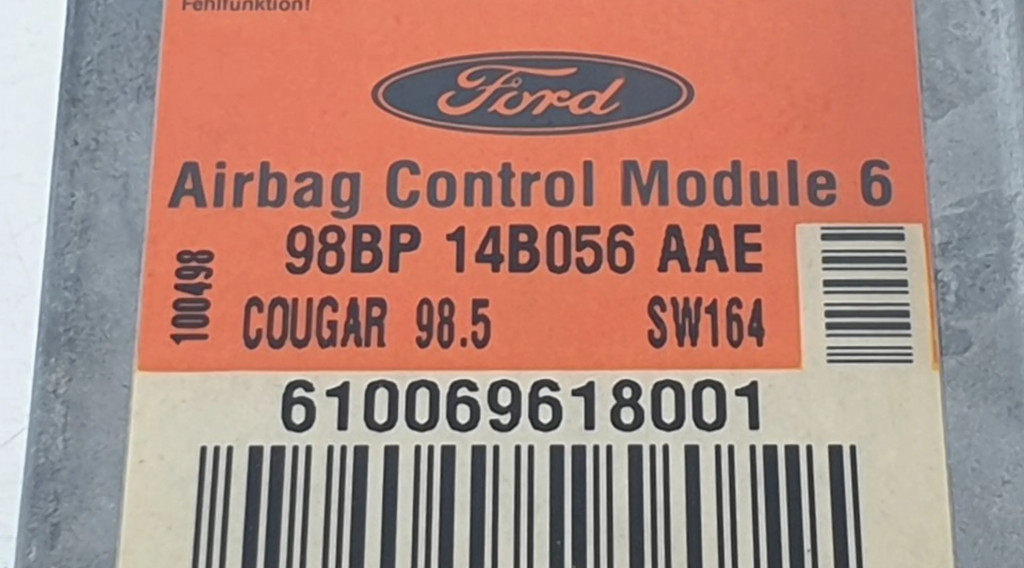 Fehlfunktion!
Ford
Airbag Control Module 6
98BP 14B056 AAE
100498
COUGAR 98.5 SW164
610069618001